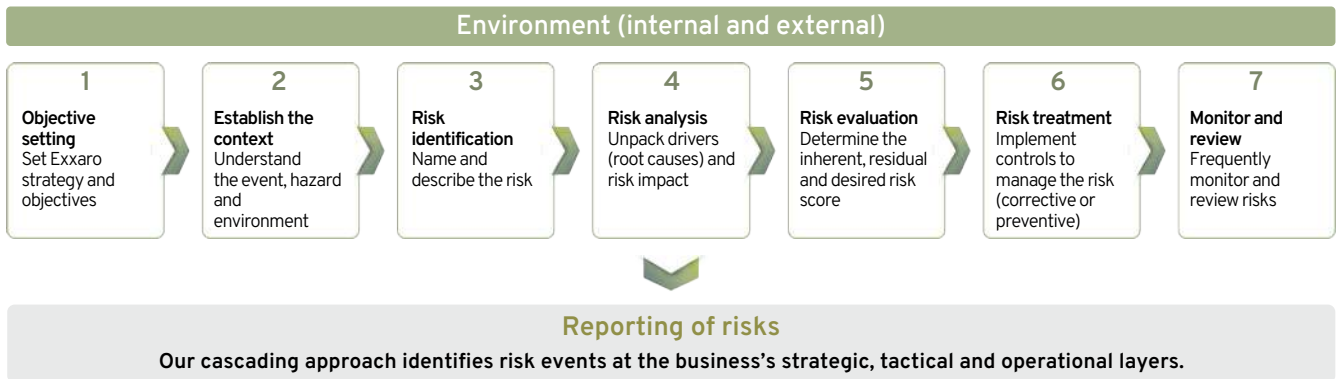 Environment (internal and external)
1
Objective
setting
Set Exxaro
strategy and
objectives
2
Establish the
context
Understand
the event, hazard
and
environment
3
Risk
identification
Name and
describe the risk
4
Risk analysis
Unpack drivers
(root causes) and
risk impact
5
Risk evaluation
Determine the
inherent, residual
and desired risk
score
6
Risk treatment
Implement
controls to
manage the risk
(corrective or
preventive)
7
Monitor and
review
Frequently
monitor and
review risks
Reporting of risks
Our cascading approach identifies risk events at the business’s strategic, tactical and operational layers.